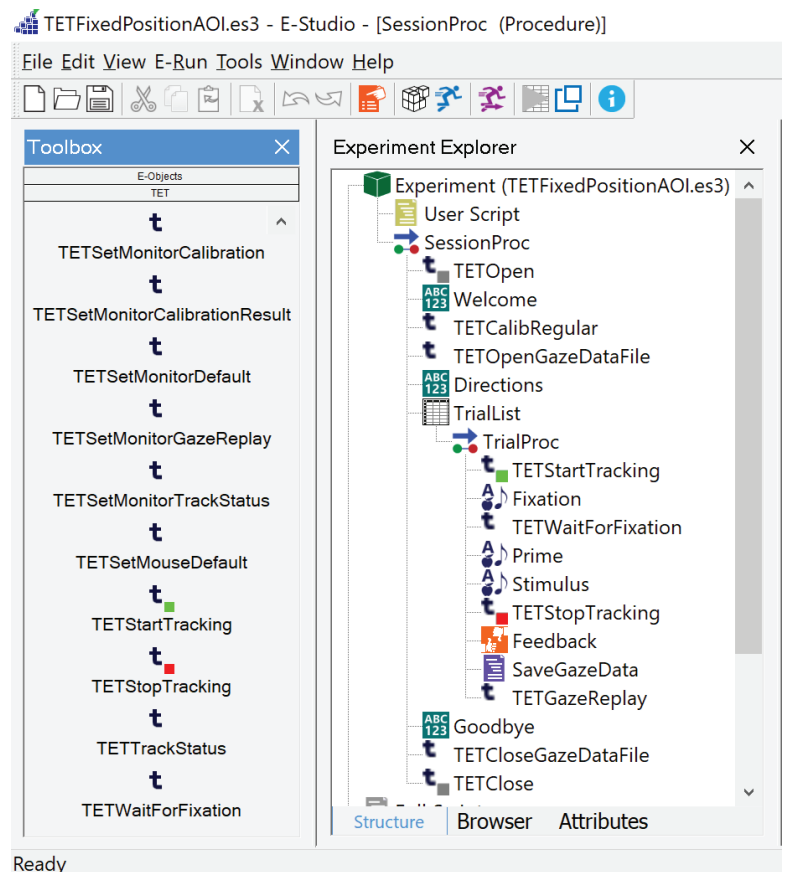 TETFixedPositionAOI.es3 - E-Studio - [SessionProc (Procedure)]
File Edit View E-Run Tools Window Help
Toolbox
E-Objects
TET
TETSetMonitorCalibration
TETSetMonitorCalibrationResult
TETSetMonitorDefault
TETSetMonitorGazeReplay
TETSetMonitorTrackStatus
TETSetMouseDefault
TETStartTracking
TETStopTracking
TETTrackStatus
TETWaitForFixation
Experiment Explorer
Experiment (TETFixedPositionAOI.es3)
User Script
SessionProc
TETOpen
ABC 123 Welcome
TETCalibRegular
TETOpenGazeDataFile
ABC 123 Directions
TrialList
TrialProc
TETStartTracking
Fixation
TETWaitForFixation
Prime
Stimulus
TETStopTracking
Feedback
SaveGazeData
TETGazeReplay
ABC 123 Goodbye
TETCloseGazeDataFile
TETClose
Structure Browser Attributes
Ready